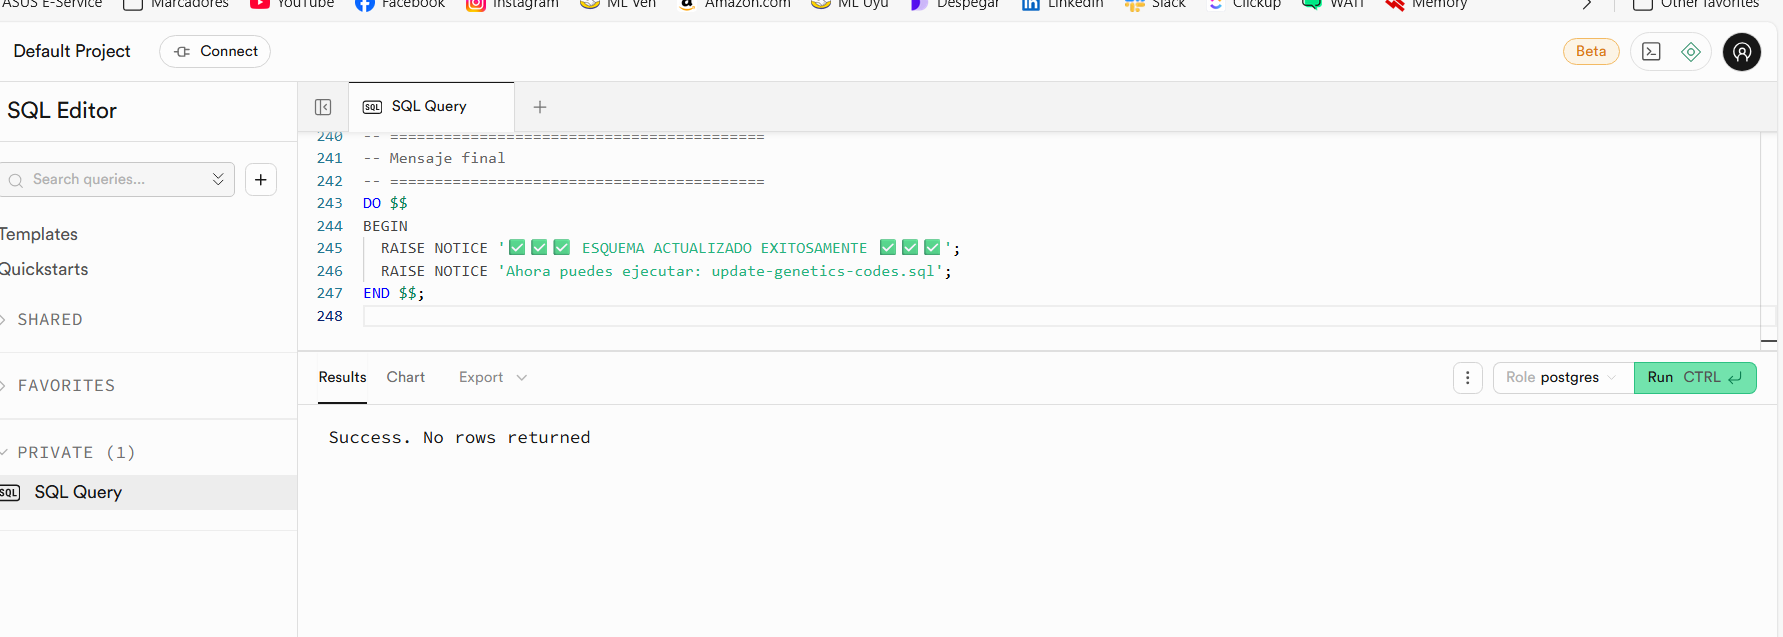 ASUS E-Service Marcadores YouTube Facebook Instagram ML Ven Amazon.com ML Uyu Despegar LinkedIn Slack Clickup WATI Memory Other favorites
Default Project Connect Beta
SQL Editor
SQL SQL Query
Search queries...
Templates
Quickstarts
SHARED
FAVORITES
PRIVATE (1)
SQL SQL Query
240 -- ==========================================
241 -- Mensaje final
242 -- ==========================================
243 DO $$
244 BEGIN
245 RAISE NOTICE '✅✅✅ ESQUEMA ACTUALIZADO EXITOSAMENTE ✅✅✅';
246 RAISE NOTICE 'Ahora puedes ejecutar: update-genetics-codes.sql';
247 END $$;
248
Results Chart Export Role postgres Run CTRL
Success. No rows returned